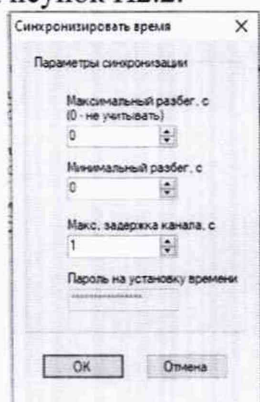 Синхронизировать время
Параметры синхронизации
Максимальный разбег, с
(0 - не учитывать)
0
Минимальный разбег, с
0
Макс. задержка канала, с
1
Пароль на установку времени
ОК
Отмена